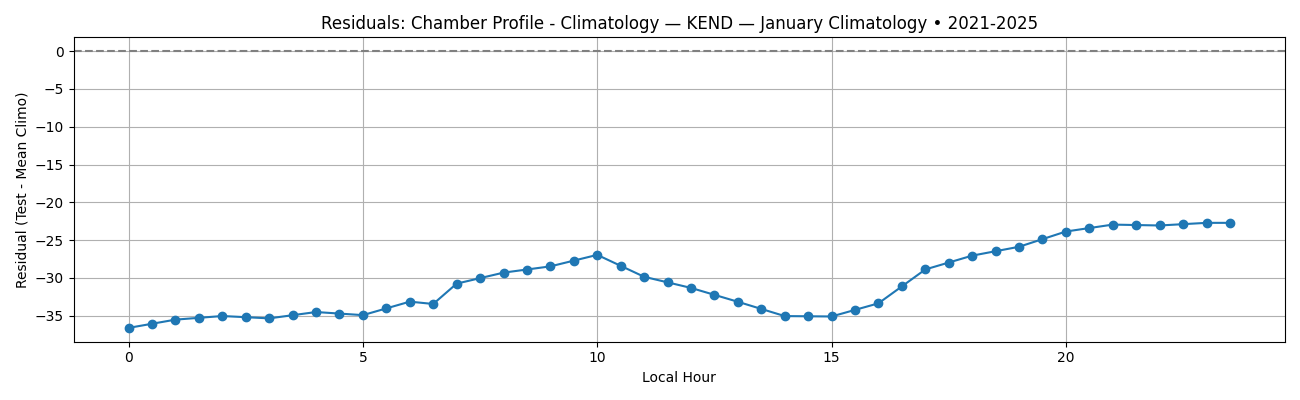 Residuals: Chamber Profile - Climatology — KEND — January Climatology • 2021-2025
Residual (Test - Mean Climo)
0
−5
−10
−15
−20
−25
−30
−35
0 5 10 15 20
Local Hour